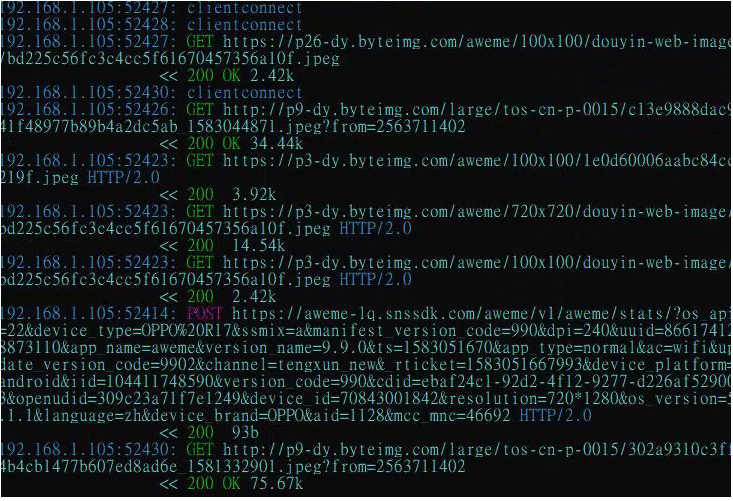 192.168.1.105:52427: clientconnect
192.168.1.105:52428: clientconnect
192.168.1.105:52427: GET https://p26-dy.byteimg.com/aweme/100x100/douyin-web-image
/bd225c56fc3c4cc5f61670457356a10f.jpeg
<< 200 OK 2.42k
192.168.1.105:52430: clientconnect
192.168.1.105:52426: GET http://p9-dy.byteimg.com/large/tos-cn-p-0015/c13e9888dac9
41f48977b89b4a2dc5ab_1583044871.jpeg?from=2563711402
<< 200 OK 34.44k
192.168.1.105:52423: GET https://p3-dy.byteimg.com/aweme/100x100/1e0d60006aabc84cc
219f.jpeg HTTP/2.0
<< 200 3.92k
192.168.1.105:52423: GET https://p3-dy.byteimg.com/aweme/720x720/douyin-web-image/
bd225c56fc3c4cc5f61670457356a10f.jpeg HTTP/2.0
<< 200 14.54k
192.168.1.105:52423: GET https://p3-dy.byteimg.com/aweme/100x100/douyin-web-image/
bd225c56fc3c4cc5f61670457356a10f.jpeg HTTP/2.0
<< 200 2.42k
192.168.1.105:52414: POST https://aweme-lq.snssdk.com/aweme/v1/aweme/stats/?os_api
=22&device_type=OPPO%20R17&ssmix=a&manifest_version_code=990&dpi=240&uuid=86617412
8873110&app_name=aweme&version_name=9.9.0&ts=1583051670&app_type=normal&ac=wifi&up
date_version_code=9902&channel=tengxun_new&_rticket=1583051667993&device_platform=
android&iid=104411748590&version_code=990&cdid=ebaf24c1-92d2-4f12-9277-d226af52900
3&openudid=309c23a71f7e1249&device_id=70843001842&resolution=720*1280&os_version=5
.1.1&language=zh&device_brand=OPPO&aid=1128&mcc_mnc=46692 HTTP/2.0
<< 200 93b
192.168.1.105:52430: GET http://p9-dy.byteimg.com/large/tos-cn-p-0015/302a9310c3ff
4b4cb1477b607ed8ad6e_1581332901.jpeg?from=2563711402
<< 200 OK 75.67k